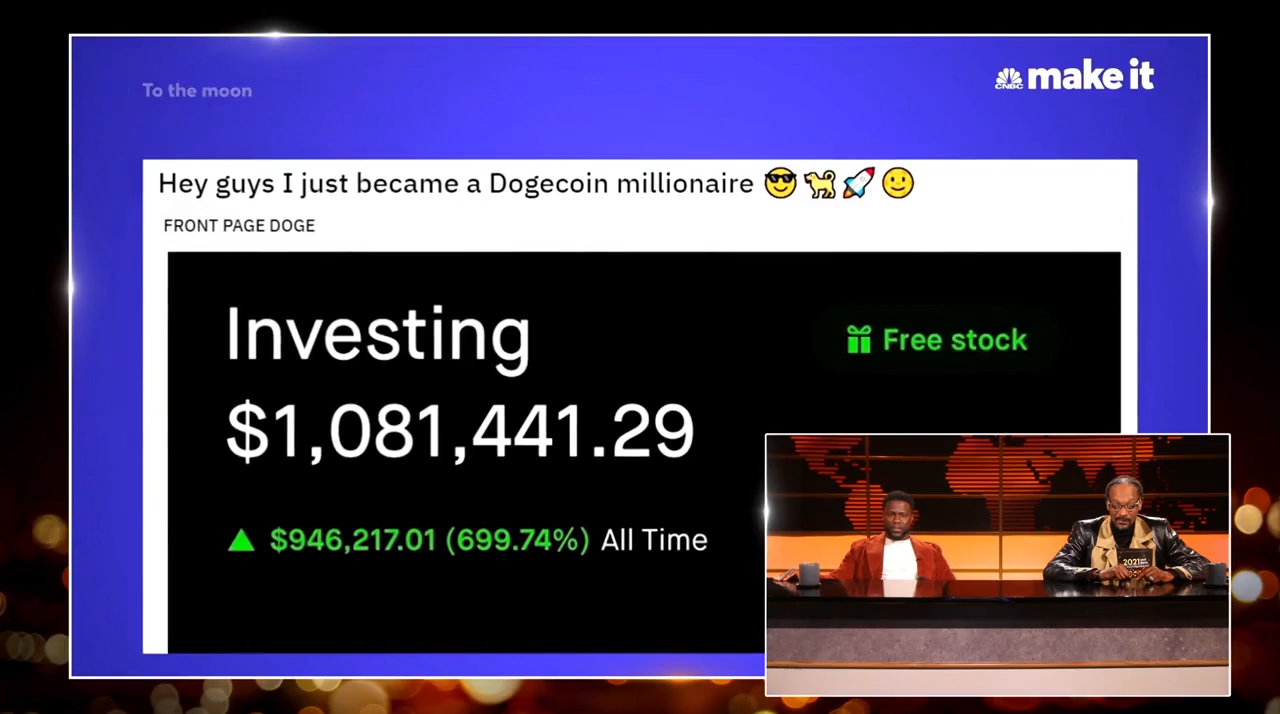 To the moon
CNBC make it
Hey guys I just became a Dogecoin millionaire 😎🐕🚀🙂
FRONT PAGE DOGE
Investing
Free stock
$1,081,441.29
▲ $946,217.01 (699.74%) All Time
2021